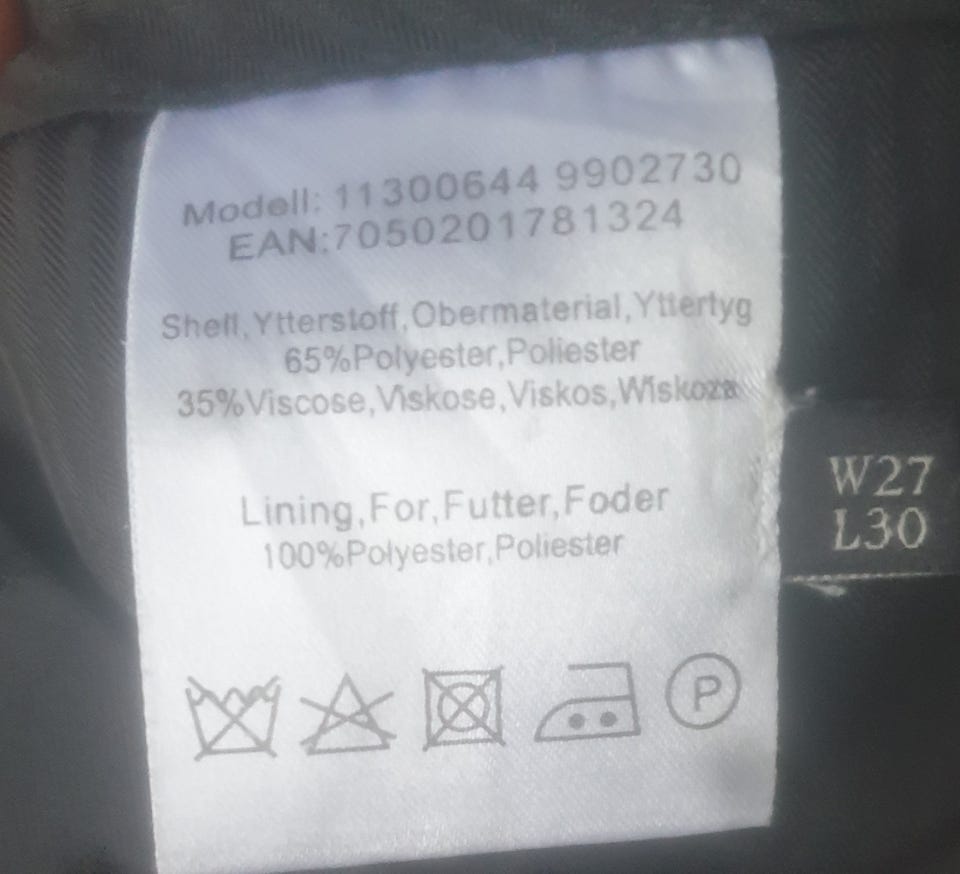 Modell: 11300644 9902730
EAN:7050201781324
Shell,Ytterstoff,Obermaterial,Yttertyg
65%Polyester,Poliester
35%Viscose,Viskose,Viskos,Wiskoza
Lining,For,Futter,Foder
100%Polyester,Poliester
P
W27
L30